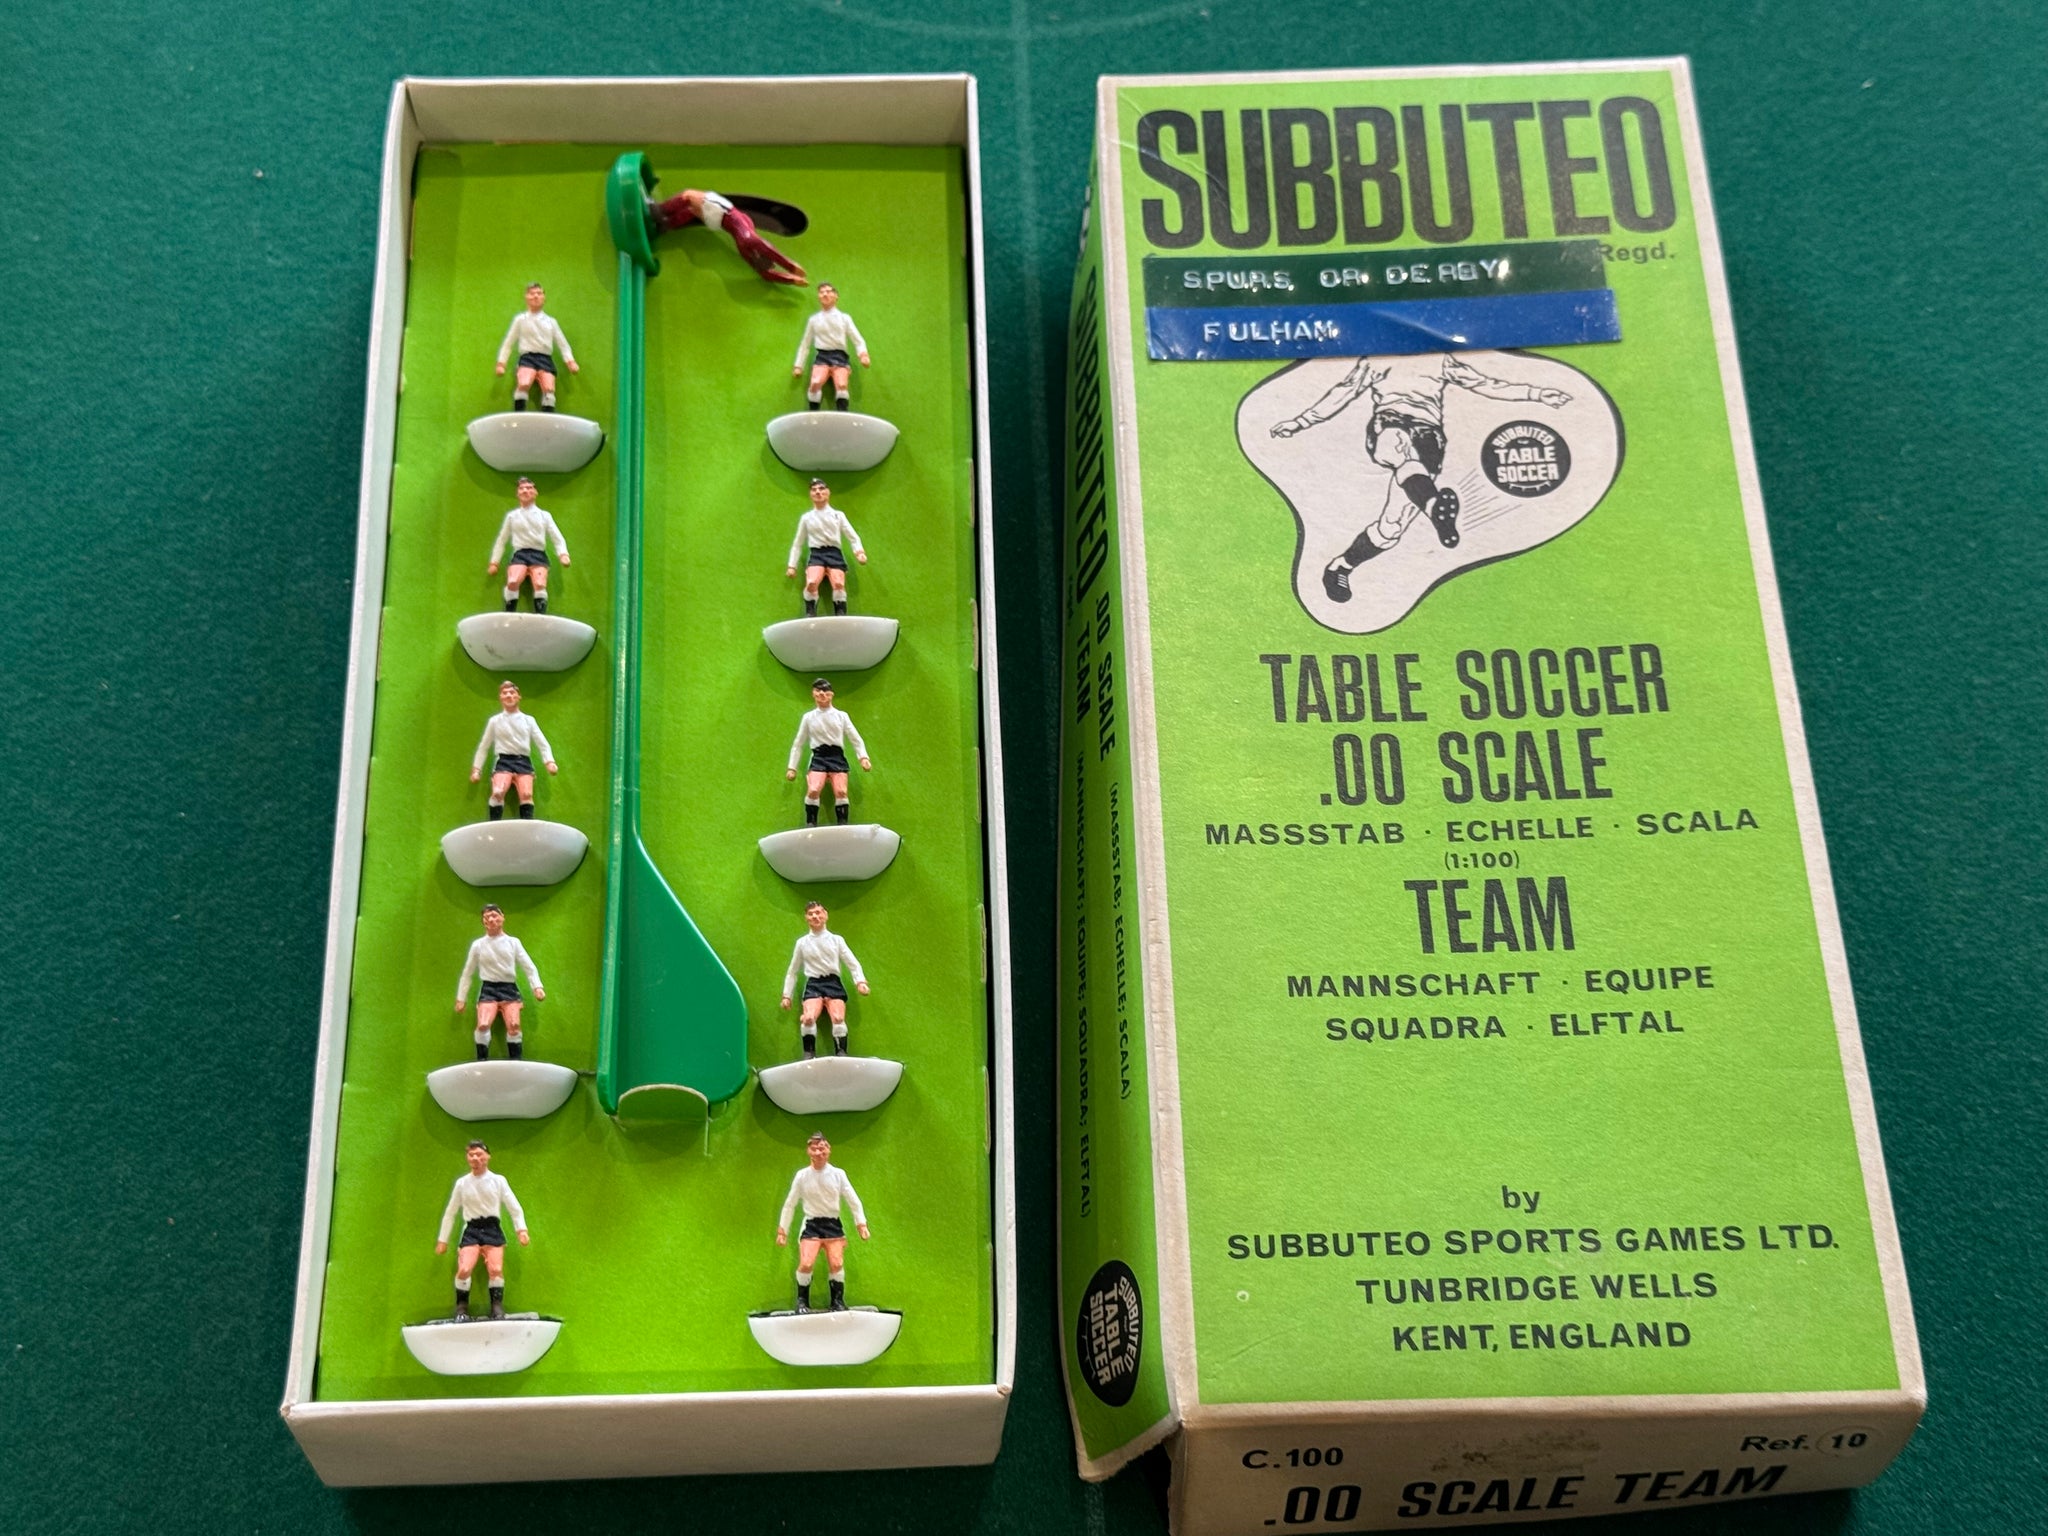 SUBBUTEO
Regd.
SPURS OR DERBY
FULHAM
SUBBUTEO
TABLE
SOCCER
TABLE SOCCER
.00 SCALE
MASSSTAB · ECHELLE · SCALA
(1:100)
TEAM
MANNSCHAFT · EQUIPE
SQUADRA · ELFTAL
by
SUBBUTEO SPORTS GAMES LTD.
TUNBRIDGE WELLS
KENT, ENGLAND
C.100
Ref. 10
.00 SCALE TEAM
SUBBUTEO .00 SCALE (MASSSTAB; ECHELLE; SCALA)
TEAM (MANNSCHAFT; EQUIPE; SQUADRA; ELFTAL)
SUBBUTEO
TABLE
SOCCER